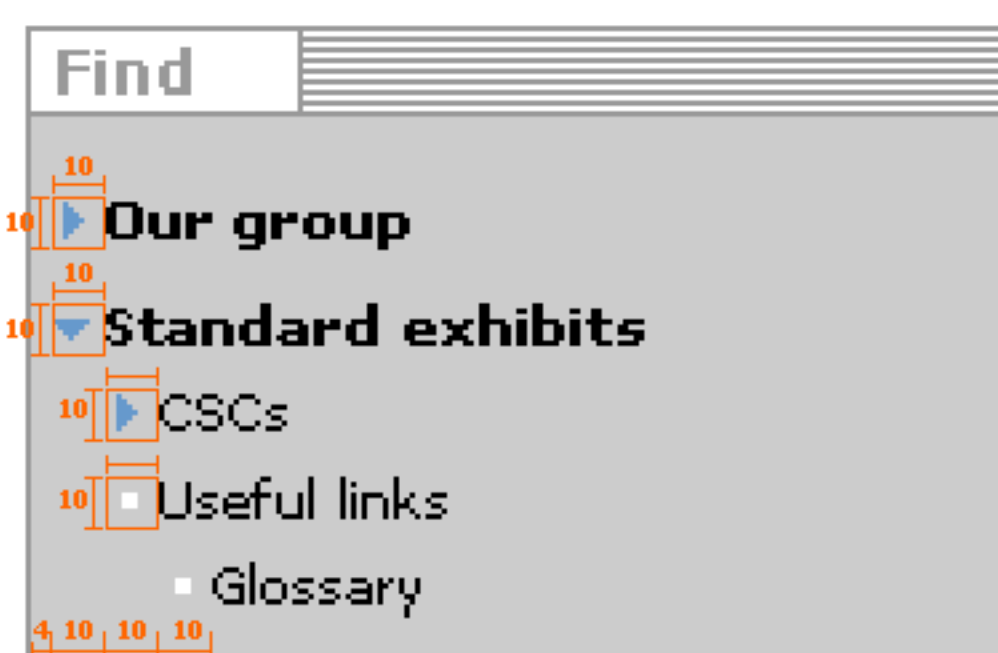 Find
10
10 Our group
10
10 Standard exhibits
10 CSCs
10 Useful links
Glossary
4 10 10 10